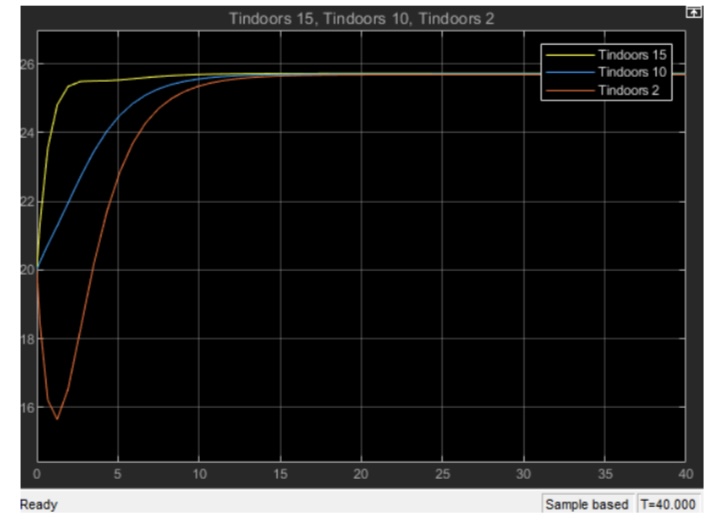 Tindoors 15, Tindoors 10, Tindoors 2
Tindoors 15
Tindoors 10
Tindoors 2
26
24
22
20
18
16
0 5 10 15 20 25 30 35 40
Ready Sample based T=40.000